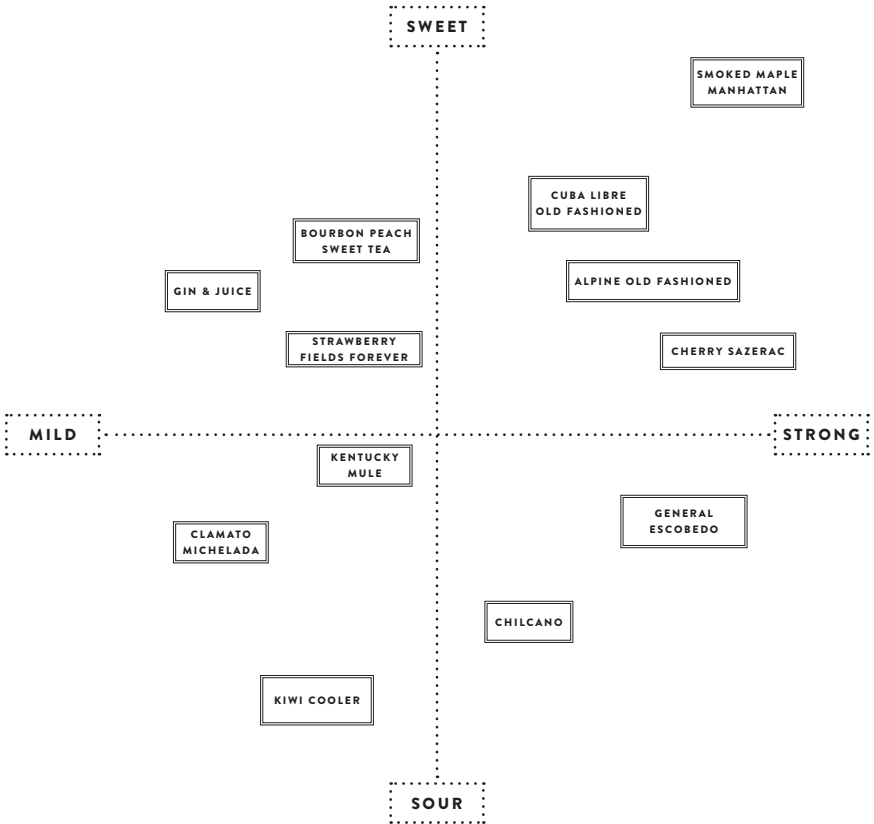 SWEET
SMOKED MAPLE
MANHATTAN
CUBA LIBRE
OLD FASHIONED
BOURBON PEACH
SWEET TEA
GIN & JUICE
ALPINE OLD FASHIONED
STRAWBERRY
FIELDS FOREVER
CHERRY SAZERAC
MILD
STRONG
KENTUCKY
MULE
GENERAL
ESCOBEDO
CLAMATO
MICHELADA
CHILCANO
KIWI COOLER
SOUR